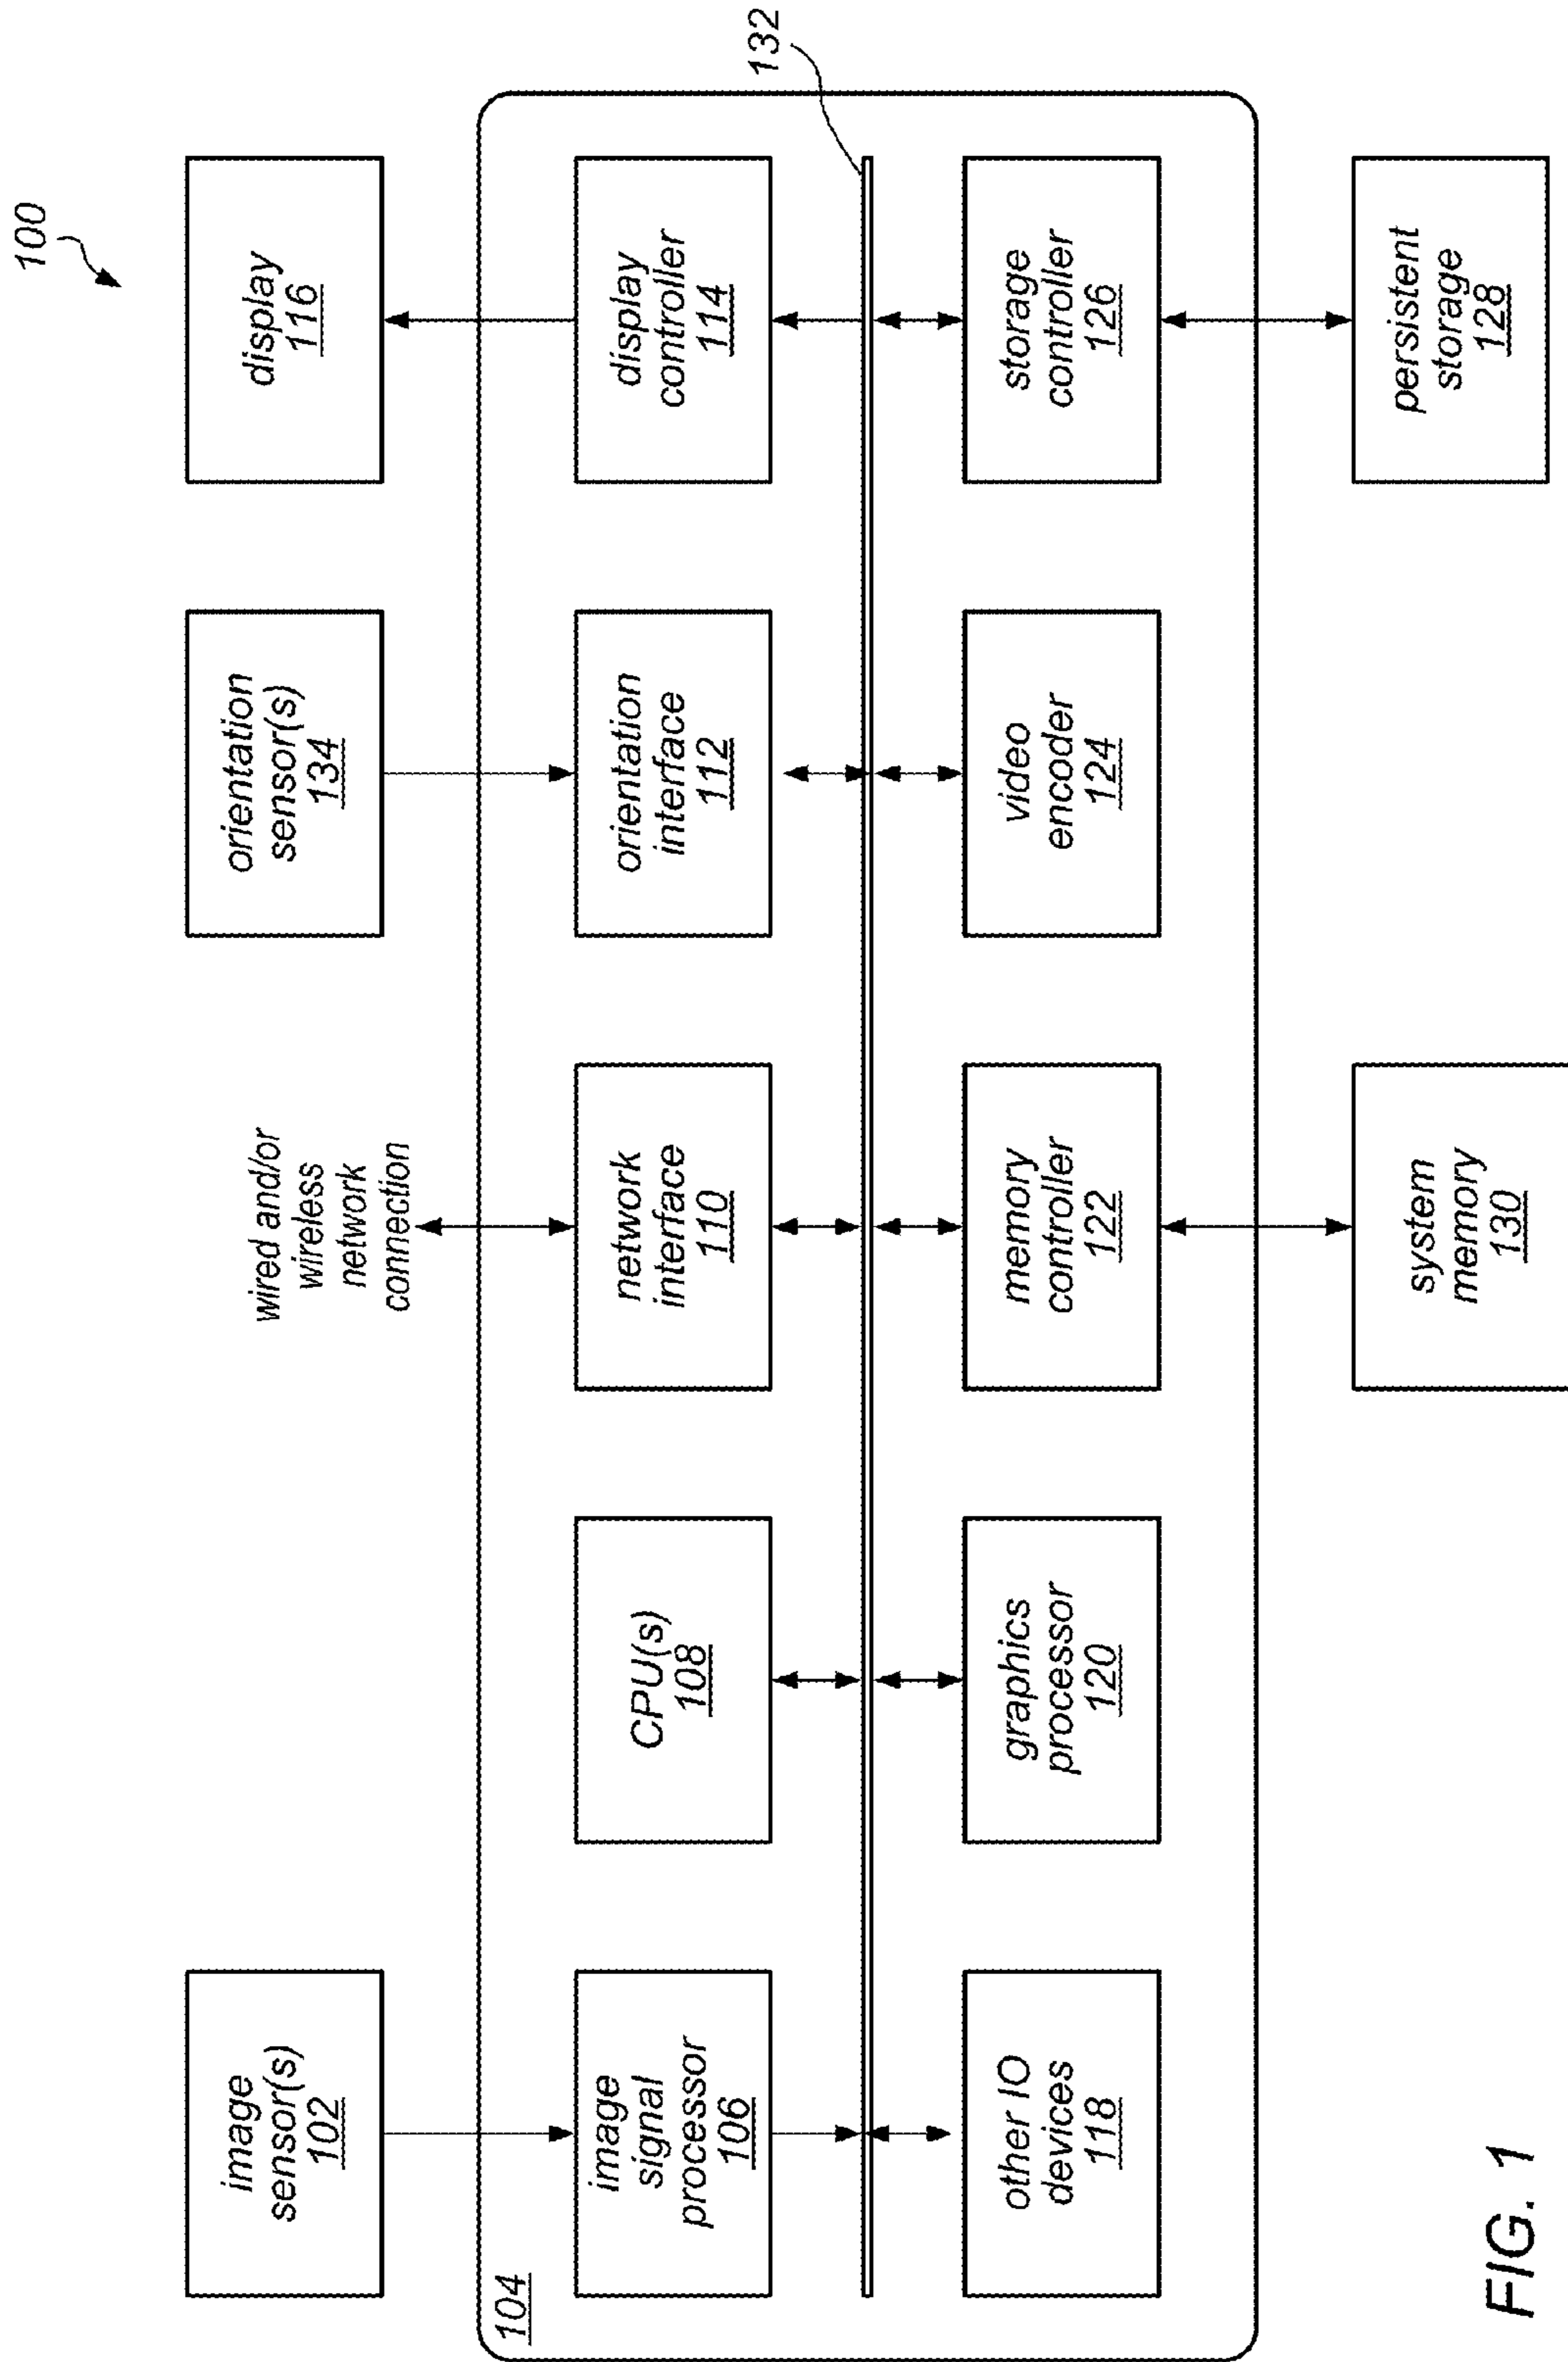 100
image
sensor(s)
102
wired and/or
wireless
network
connection
orientation
sensor(s)
134
display
116
104
image
signal
processor
106
CPU(s)
108
network
interface
110
orientation
interface
112
display
controller
114
132
other IO
devices
118
graphics
processor
120
memory
controller
122
video
encoder
124
storage
controller
126
system
memory
130
persistent
storage
128
FIG. 1